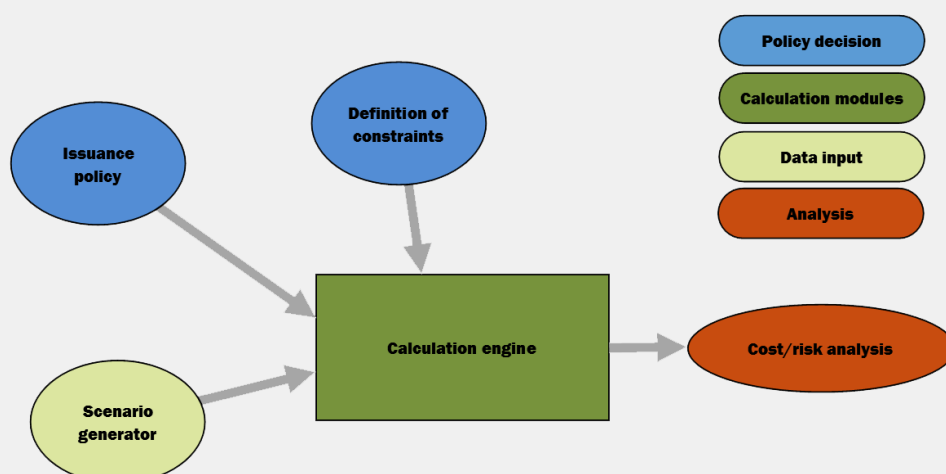 Policy decision
Definition of
constraints
Calculation modules
Issuance
policy
Data input
Analysis
Calculation engine
Cost/risk analysis
Scenario
generator